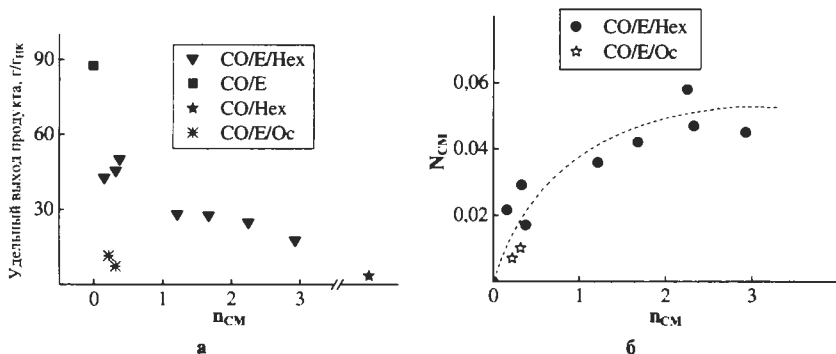 Удельный выход продукта, г/гнк
90
60
30
CO/E/Hex
CO/E
CO/Hex
CO/E/Oc
0
1
2
3
nCM
а
NCM
0,06
0.04
0,02
CO/E/Hex
CO/E/Oc
0
1
2
3
nCM
б